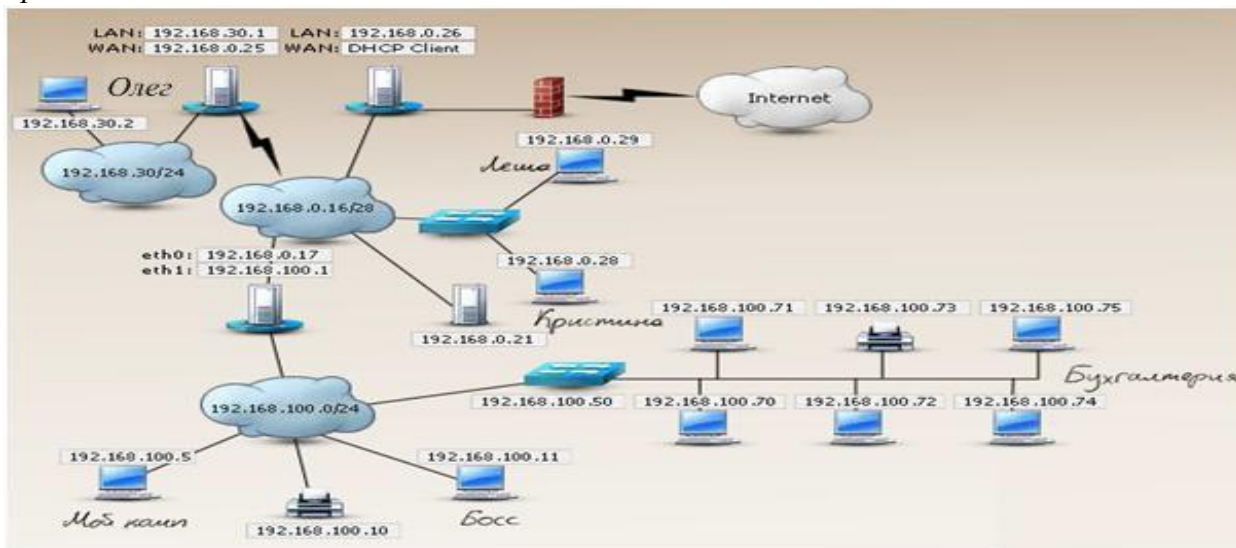 LAN: 192.168.30.1 LAN: 192.168.0.26
WAN: 192.168.0.25 WAN: DHCP Client
Олег
Internet
192.168.30.2
192.168.0.29
Леша
192.168.30/24
192.168.0.16/28
eth0: 192.168.0.17
eth1: 192.168.100.1
192.168.0.28
Кристина
192.168.0.21
192.168.100.71 192.168.100.73 192.168.100.75
Бухгалтерия
192.168.100.0/24
192.168.100.50 192.168.100.70 192.168.100.72 192.168.100.74
192.168.100.5 192.168.100.11
Мой комп
Босс
192.168.100.10